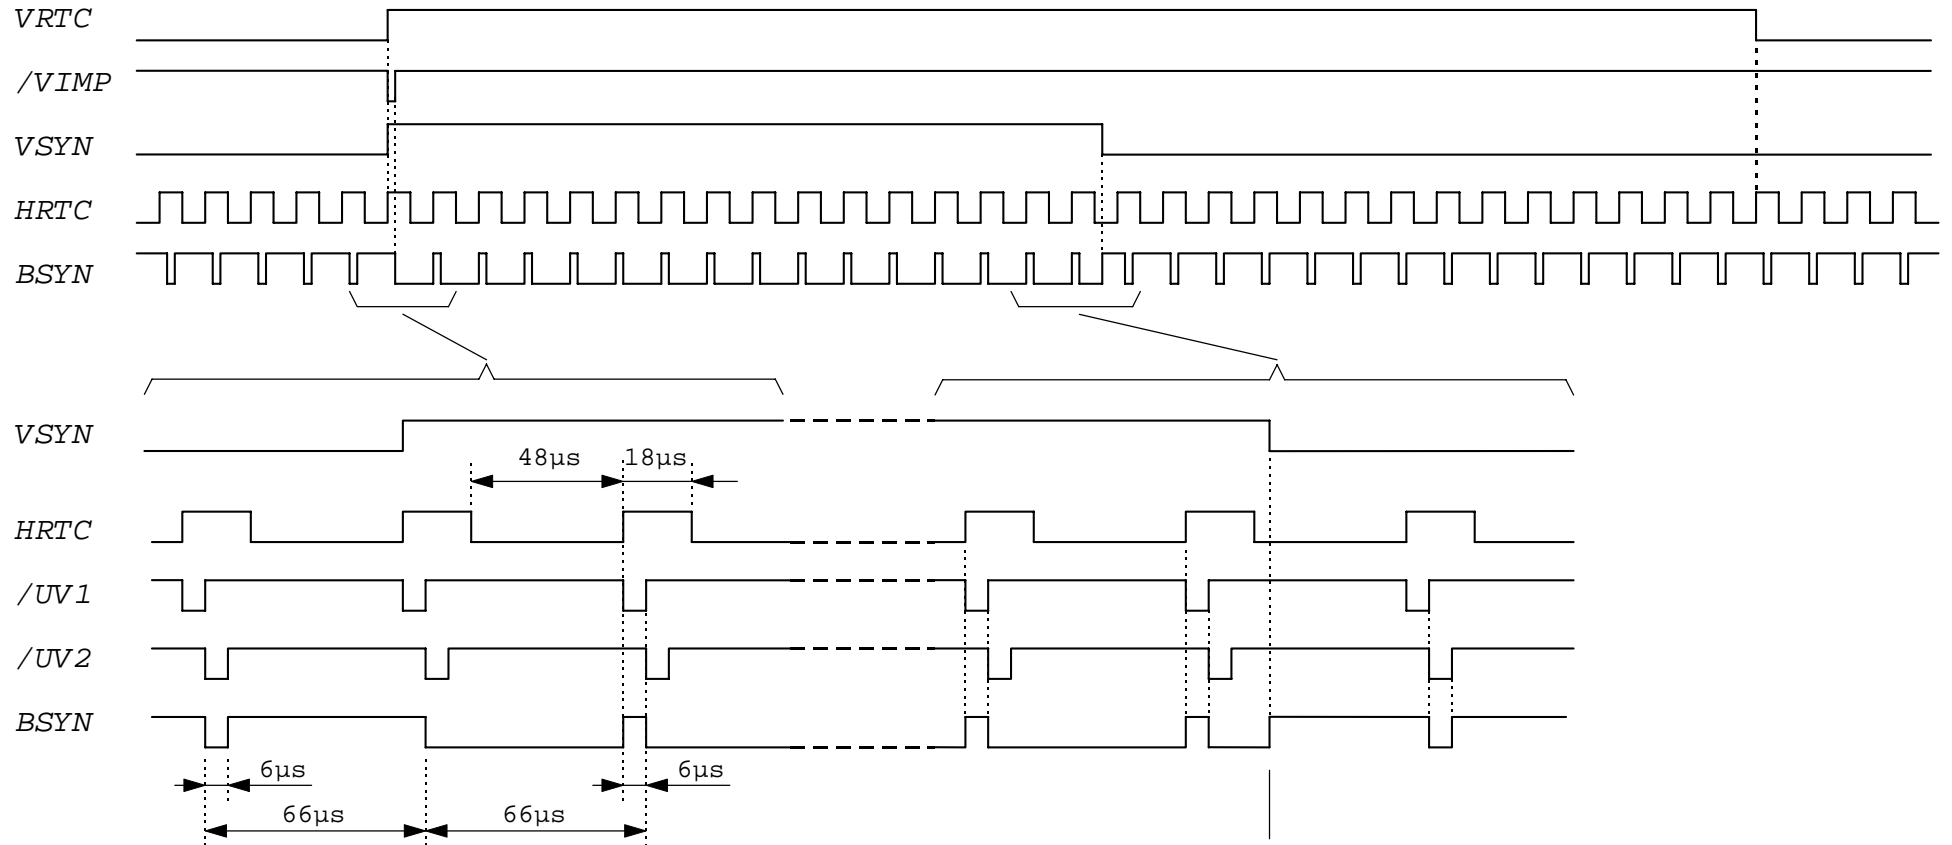 VRTC
/VIMP
VSYN
HRTC
BSYN
VSYN
48µs 18µs
HRTC
/UV1
/UV2
BSYN
6µs 6µs
66µs 66µs